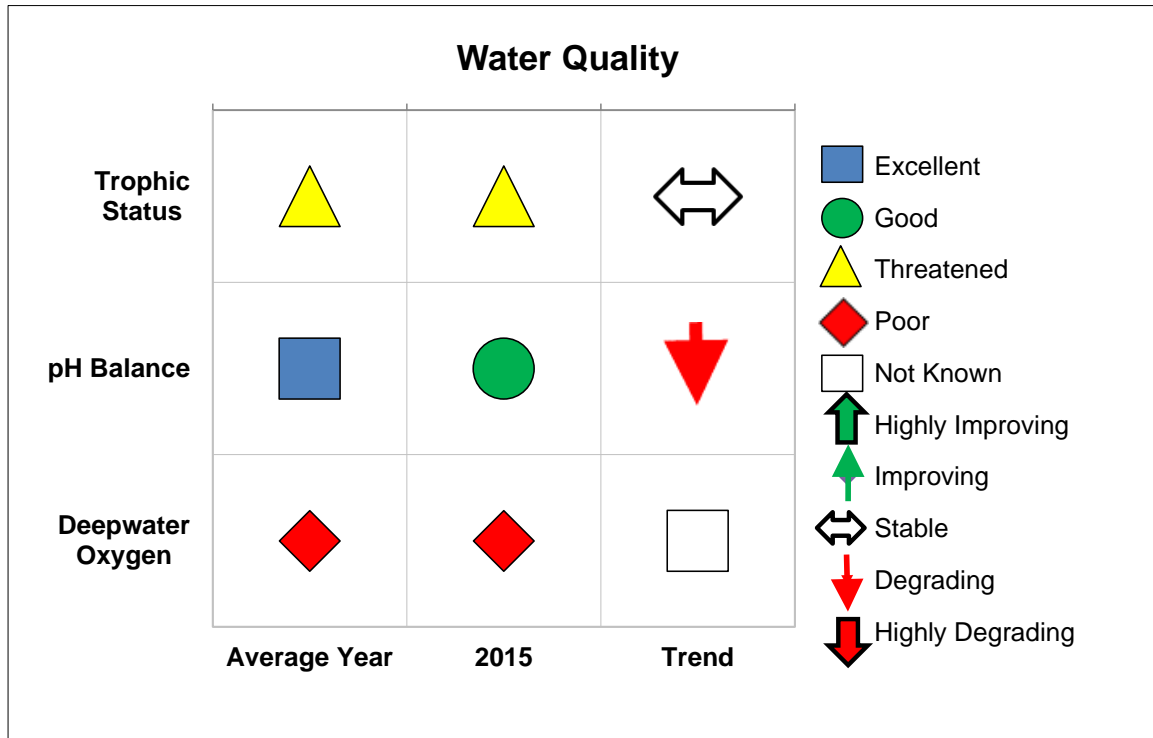 Water Quality
Trophic
Status
pH Balance
Deepwater
Oxygen
Average Year
2015
Trend
Excellent
Good
Threatened
Poor
Not Known
Highly Improving
Improving
Stable
Degrading
Highly Degrading